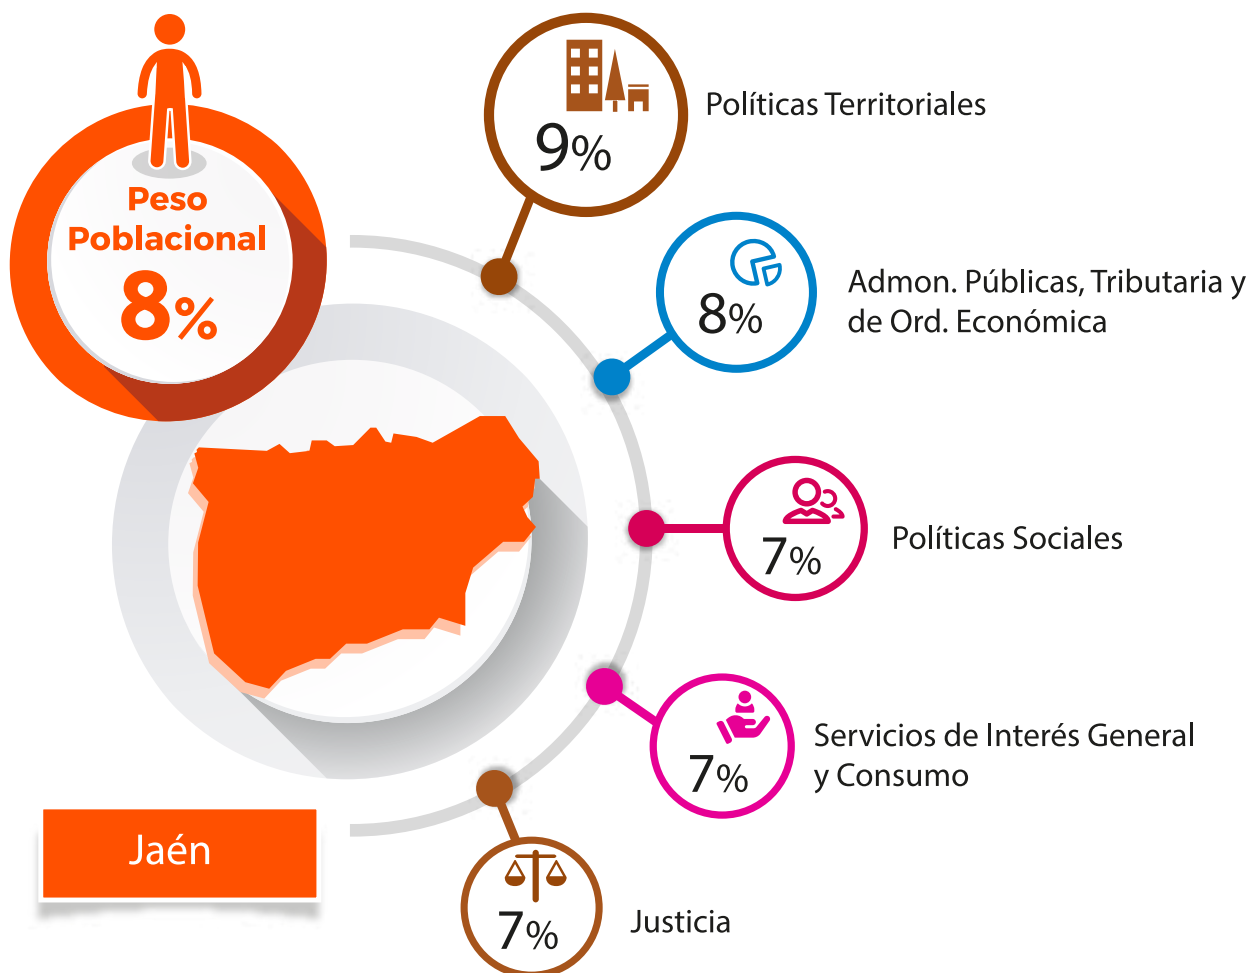 Peso
Poblacional
8%
9%
Políticas Territoriales
8%
Admon. Públicas, Tributaria y
de Ord. Económica
7%
Políticas Sociales
7%
Servicios de Interés General
y Consumo
7%
Justicia
Jaén